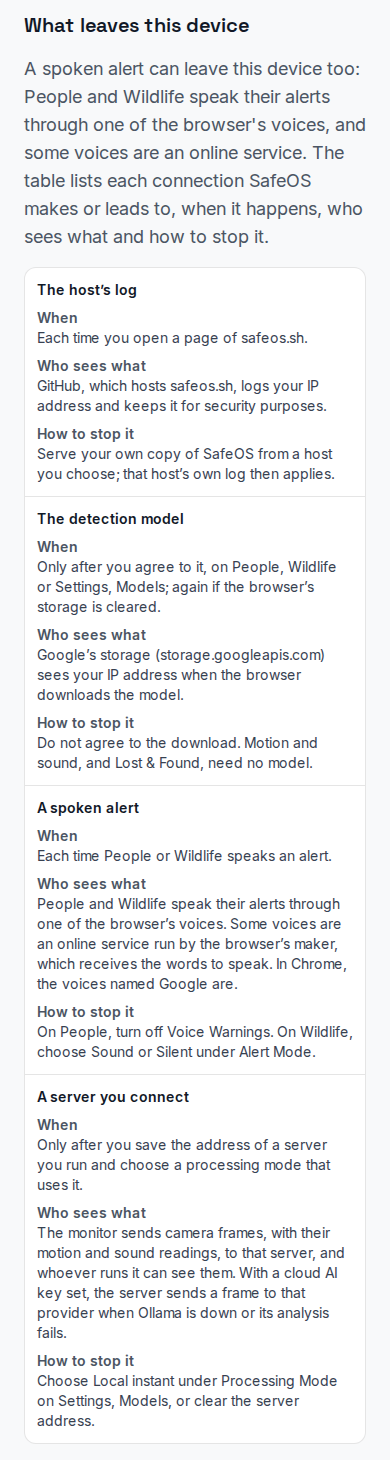 What leaves this device
A spoken alert can leave this device too:
People and Wildlife speak their alerts
through one of the browser's voices, and
some voices are an online service. The
table lists each connection SafeOS
makes or leads to, when it happens, who
sees what and how to stop it.
The host's log
When
Each time you open a page of safeos.sh.
Who sees what
GitHub, which hosts safeos.sh, logs your IP
address and keeps it for security purposes.
How to stop it
Serve your own copy of SafeOS from a host
you choose; that host’s own log then applies.
The detection model
When
Only after you agree to it, on People, Wildlife
or Settings, Models; again if the browser’s
storage is cleared.
Who sees what
Google’s storage (storage.googleapis.com)
sees your IP address when the browser
downloads the model.
How to stop it
Do not agree to the download. Motion and
sound, and Lost & Found, need no model.
A spoken alert
When
Each time People or Wildlife speaks an alert.
Who sees what
People and Wildlife speak their alerts through
one of the browser’s voices. Some voices are
an online service run by the browser’s maker,
which receives the words to speak. In Chrome,
the voices named Google are.
How to stop it
On People, turn off Voice Warnings. On Wildlife,
choose Sound or Silent under Alert Mode.
A server you connect
When
Only after you save the address of a server
you run and choose a processing mode that
uses it.
Who sees what
The monitor sends camera frames, with their
motion and sound readings, to that server, and
whoever runs it can see them. With a cloud AI
key set, the server sends a frame to that
provider when Ollama is down or its analysis
fails.
How to stop it
Choose Local instant under Processing Mode
on Settings, Models, or clear the server
address.